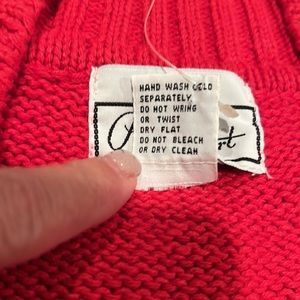 HAND WASH COLD
SEPARATELY
DO NOT WRING
OR TWIST
DRY FLAT
DO NOT BLEACH
OR DRY CLEAN